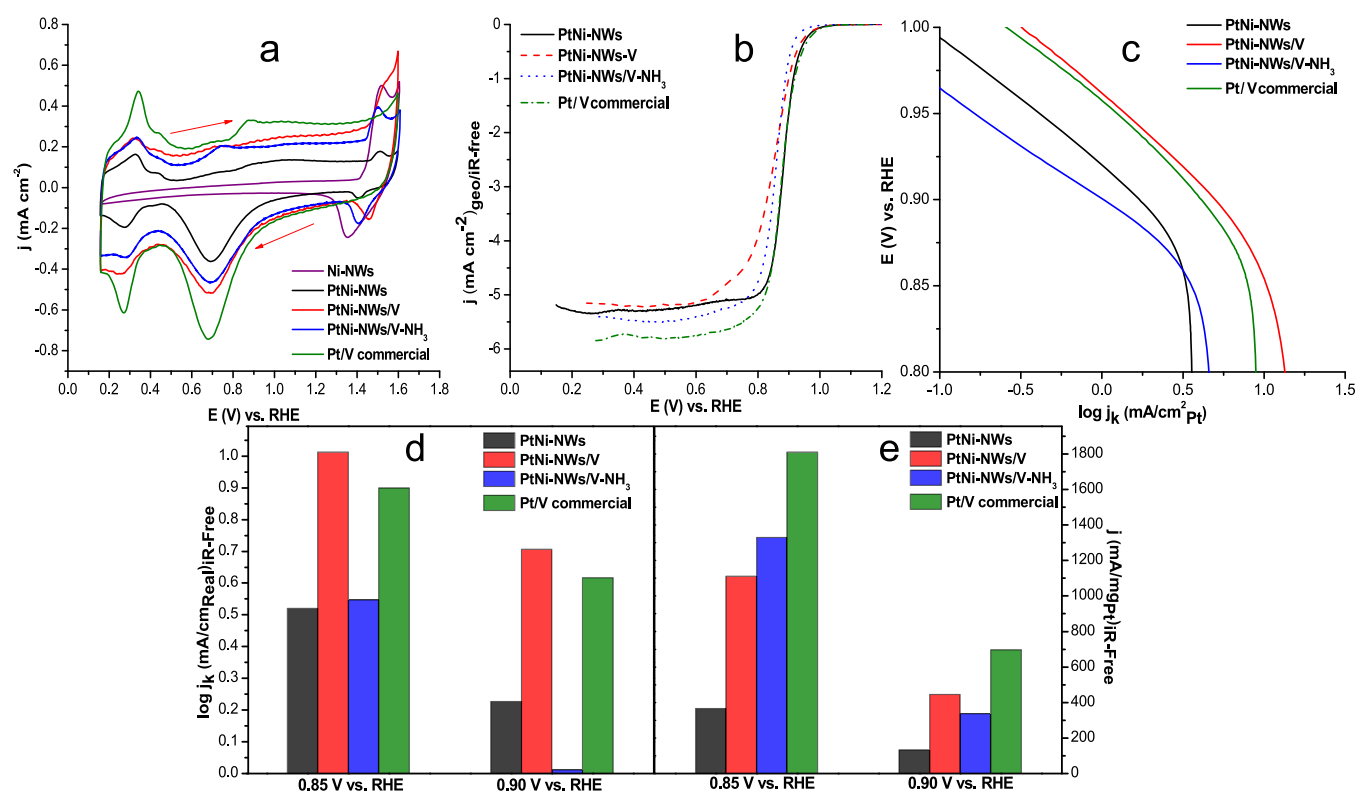 a
0.8
0.6
0.4
0.2
0.0
-0.2
-0.4
-0.6
-0.8
j (mA cm⁻²)
0.0 0.2 0.4 0.6 0.8 1.0 1.2 1.4 1.6
E (V) vs. RHE
Ni-NWs
PtNi-NWs
PtNi-NWs/V
PtNi-NWs/V-NH₃
Pt/V commercial
b
0
-1
-2
-3
-4
-5
-6
j (mA cm⁻²)geo/iR-free
0.0 0.2 0.4 0.6 0.8 1.0 1.2
E (V) vs. RHE
PtNi-NWs
PtNi-NWs-V
PtNi-NWs/V-NH₃
Pt/ V commercial
c
1.00
0.95
0.90
0.85
0.80
E (V) vs. RHE
-1.0 -0.5 0.0 0.5 1.0 1.5
log jₖ (mA/cm²Pt)
PtNi-NWs
PtNi-NWs/V
PtNi-NWs/V-NH₃
Pt/ V commercial
d
1.0
0.9
0.8
0.7
0.6
0.5
0.4
0.3
0.2
0.1
0.0
log jₖ (mA/cmReal)iR-Free
0.85 V vs. RHE 0.90 V vs. RHE
PtNi-NWs
PtNi-NWs/V
PtNi-NWs/V-NH₃
Pt/V commercial
e
1800
1600
1400
1200
1000
800
600
400
200
0
j (mA/mgPt)iR-Free
0.85 V vs. RHE 0.90 V vs. RHE
PtNi-NWs
PtNi-NWs/V
PtNi-NWs/V-NH₃
Pt/V commercial